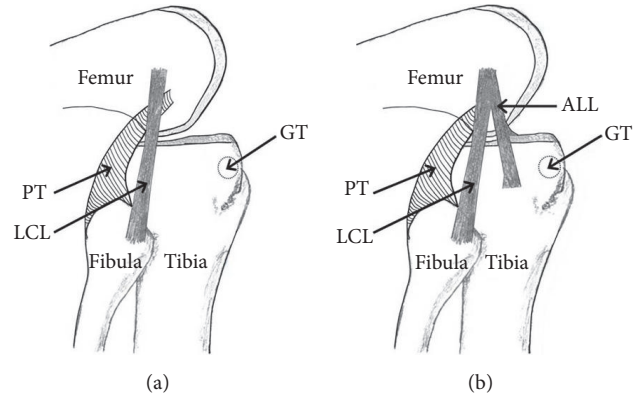 Femur
GT
PT
LCL
Fibula
Tibia
(a)
Femur
ALL
GT
PT
LCL
Fibula
Tibia
(b)